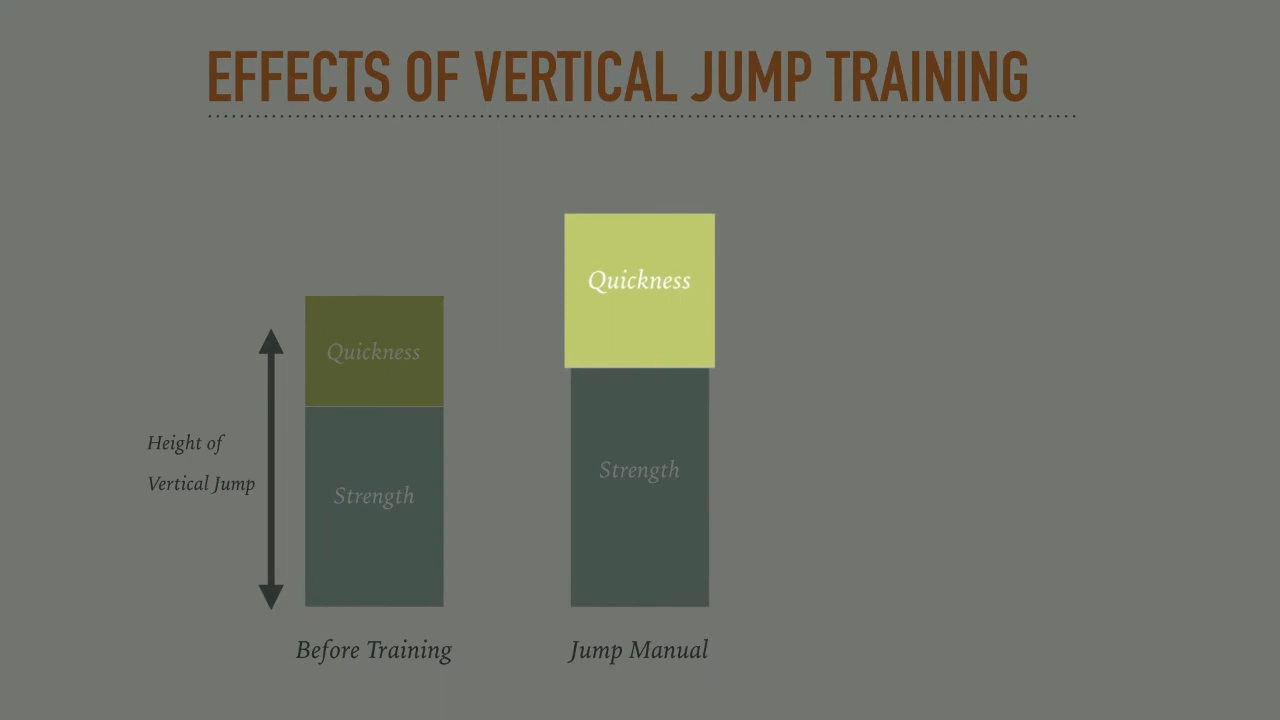 EFFECTS OF VERTICAL JUMP TRAINING
Quickness
Quickness
Height of
Vertical Jump
Strength
Strength
Before Training
Jump Manual